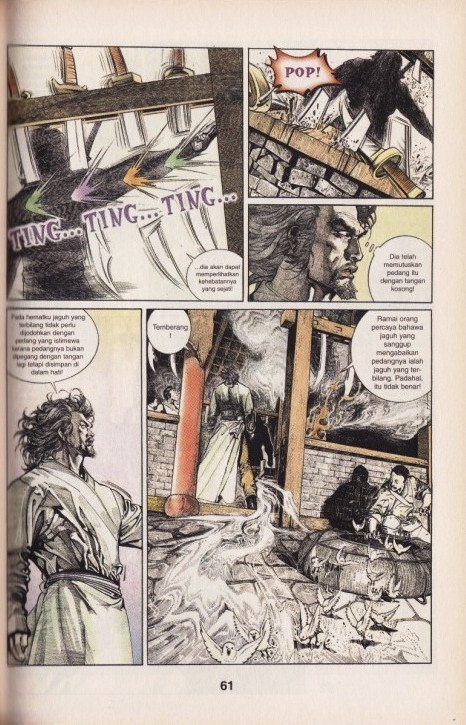 TING... TING... TING...
...dia akan dapat
memperlihatkan
kehebatannya
yang sejati!
POP!
Dia telah
memutuskan
pedang itu
dengan tangan
kosong!
Pada hematku jaguh yang
terbilang tidak perlu
dijodohkan dengan
pedang yang istimewa
kerana pedangnya bukan
dipegang dengan tangan
lagi tetapi disimpan di
dalam hati!
Temberang
!
Ramai orang
percaya bahawa
jaguh yang
sanggup
mengabaikan
pedangnya ialah
jaguh yang ter-
bilang. Padahal,
itu tidak benar!
61